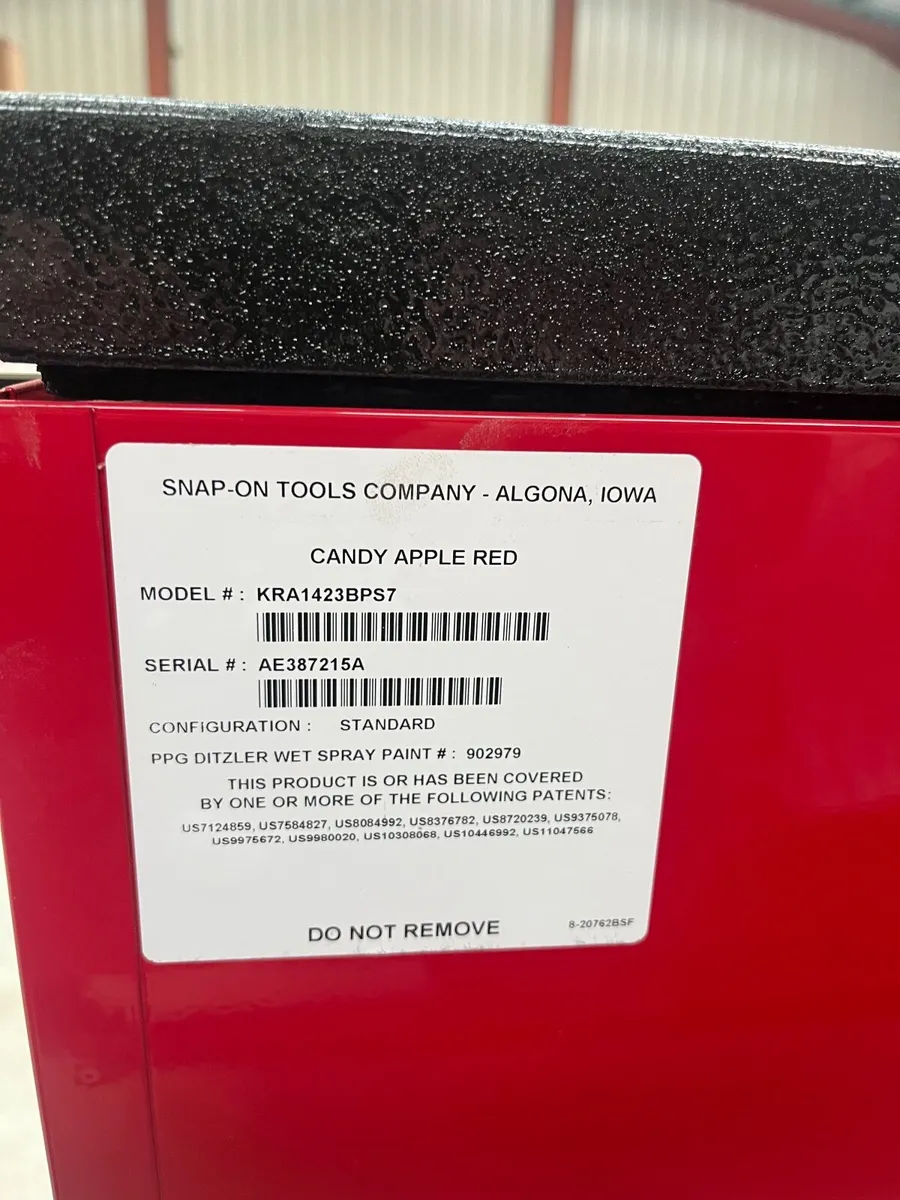 SNAP-ON TOOLS COMPANY - ALGONA, IOWA
CANDY APPLE RED
MODEL # : KRA1423BPS7
SERIAL # : AE387215A
CONFIGURATION : STANDARD
PPG DITZLER WET SPRAY PAINT # : 902979
THIS PRODUCT IS OR HAS BEEN COVERED
BY ONE OR MORE OF THE FOLLOWING PATENTS:
US7124859, US7584827, US8084992, US8376782, US8720239, US9375078,
US9975672, US9980020, US10308068, US10446992, US11047566
DO NOT REMOVE
8-20762BSF